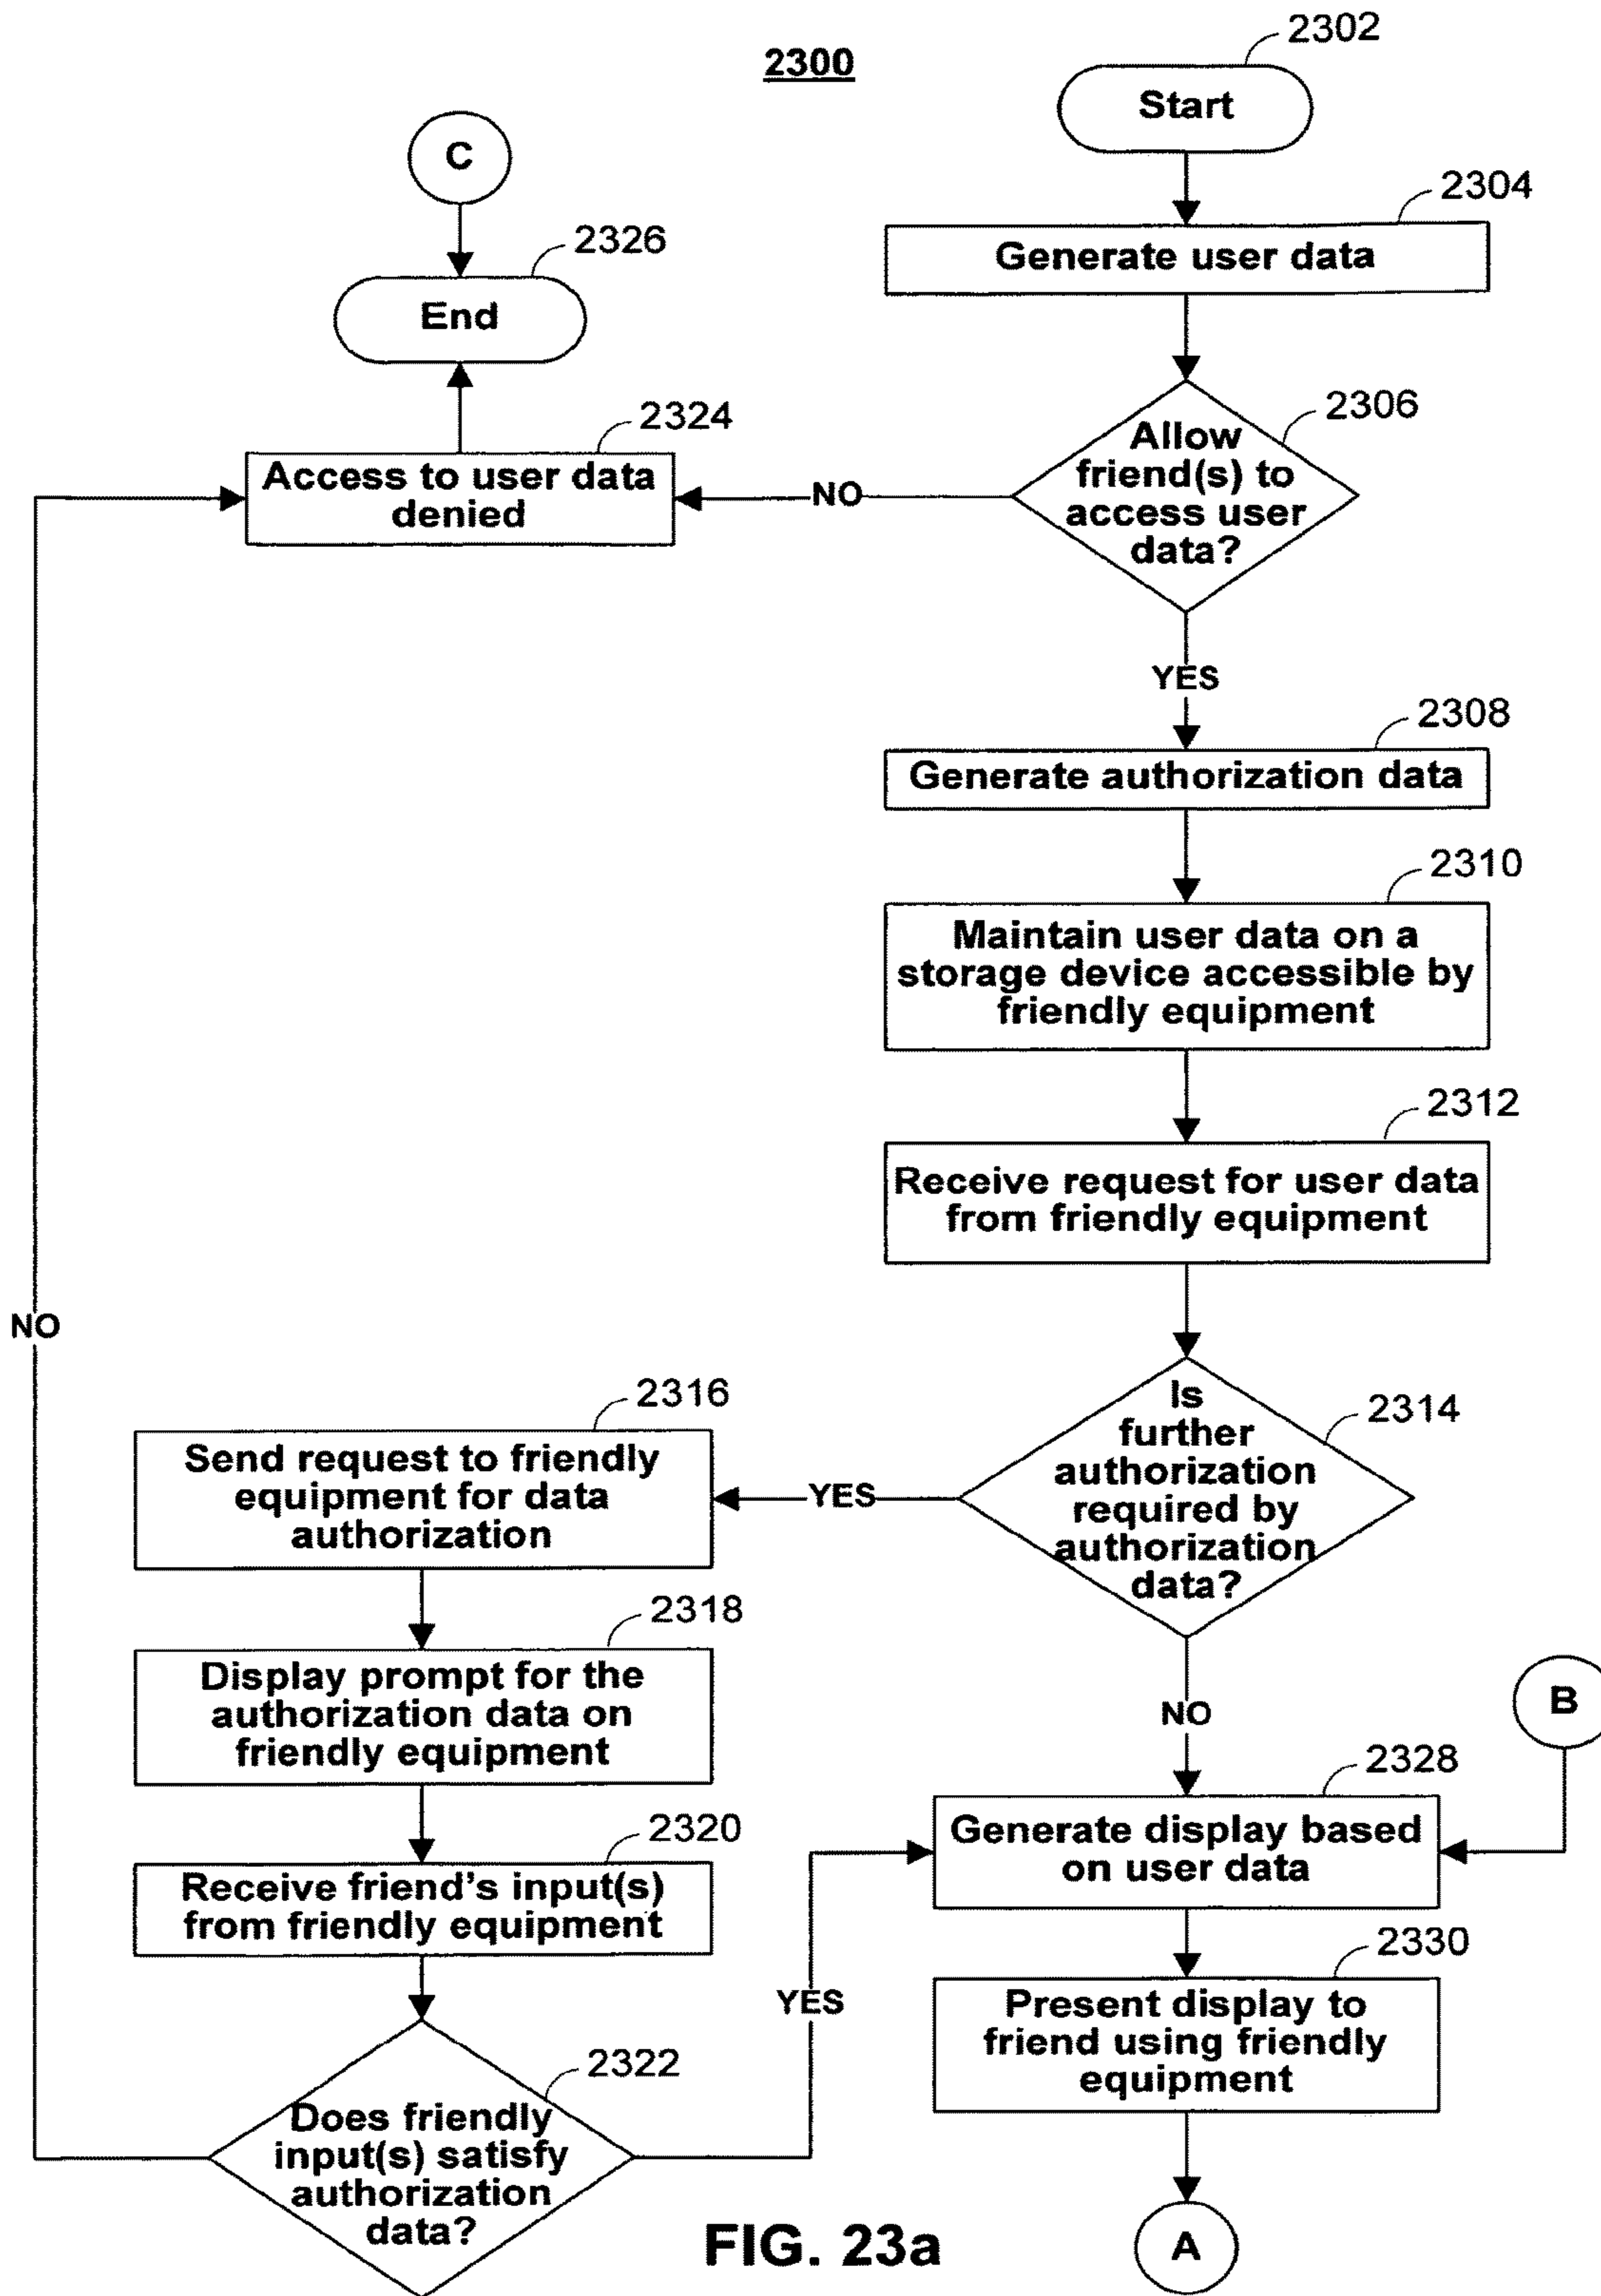 2300
2302
Start
C
2304
Generate user data
2326
End
2306
Allow
friend(s) to
access user
data?
2324
Access to user data
denied
NO
YES
2308
Generate authorization data
2310
Maintain user data on a
storage device accessible by
friendly equipment
2312
Receive request for user data
from friendly equipment
NO
2314
Is
further
authorization
required by
authorization
data?
2316
Send request to friendly
equipment for data
authorization
YES
2318
Display prompt for the
authorization data on
friendly equipment
NO
B
2328
Generate display based
on user data
2320
Receive friend's input(s)
from friendly equipment
2330
Present display to
friend using friendly
equipment
YES
2322
Does friendly
input(s) satisfy
authorization
data?
FIG. 23a
A